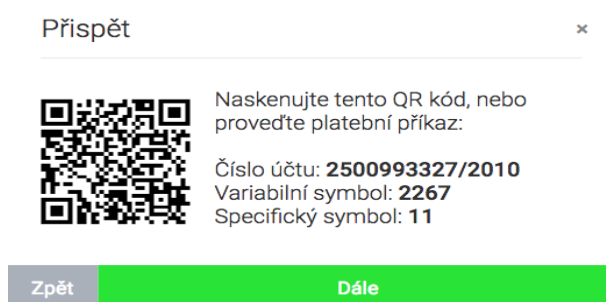 Přispět ×
Naskenujte tento QR kód, nebo
proveďte platební příkaz:
Číslo účtu: 2500993327/2010
Variabilní symbol: 2267
Specifický symbol: 11
Zpět Dále